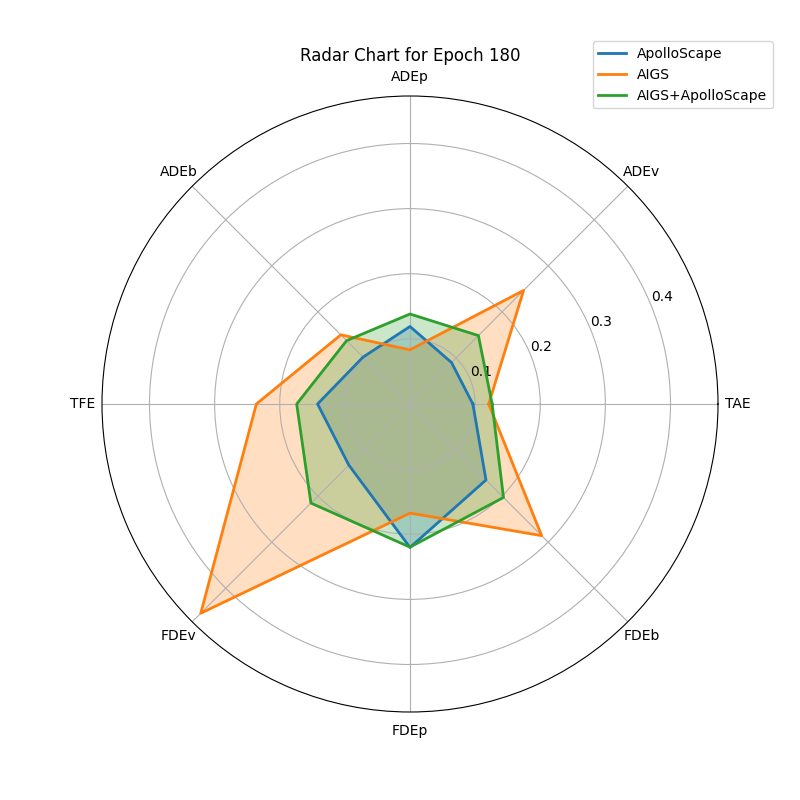 Radar Chart for Epoch 180
ApolloScape
AIGS
AIGS+ApolloScape
ADEp
ADEb
ADEv
0.4
0.3
0.2
0.1
TFE
TAE
FDEv
FDEb
FDEp